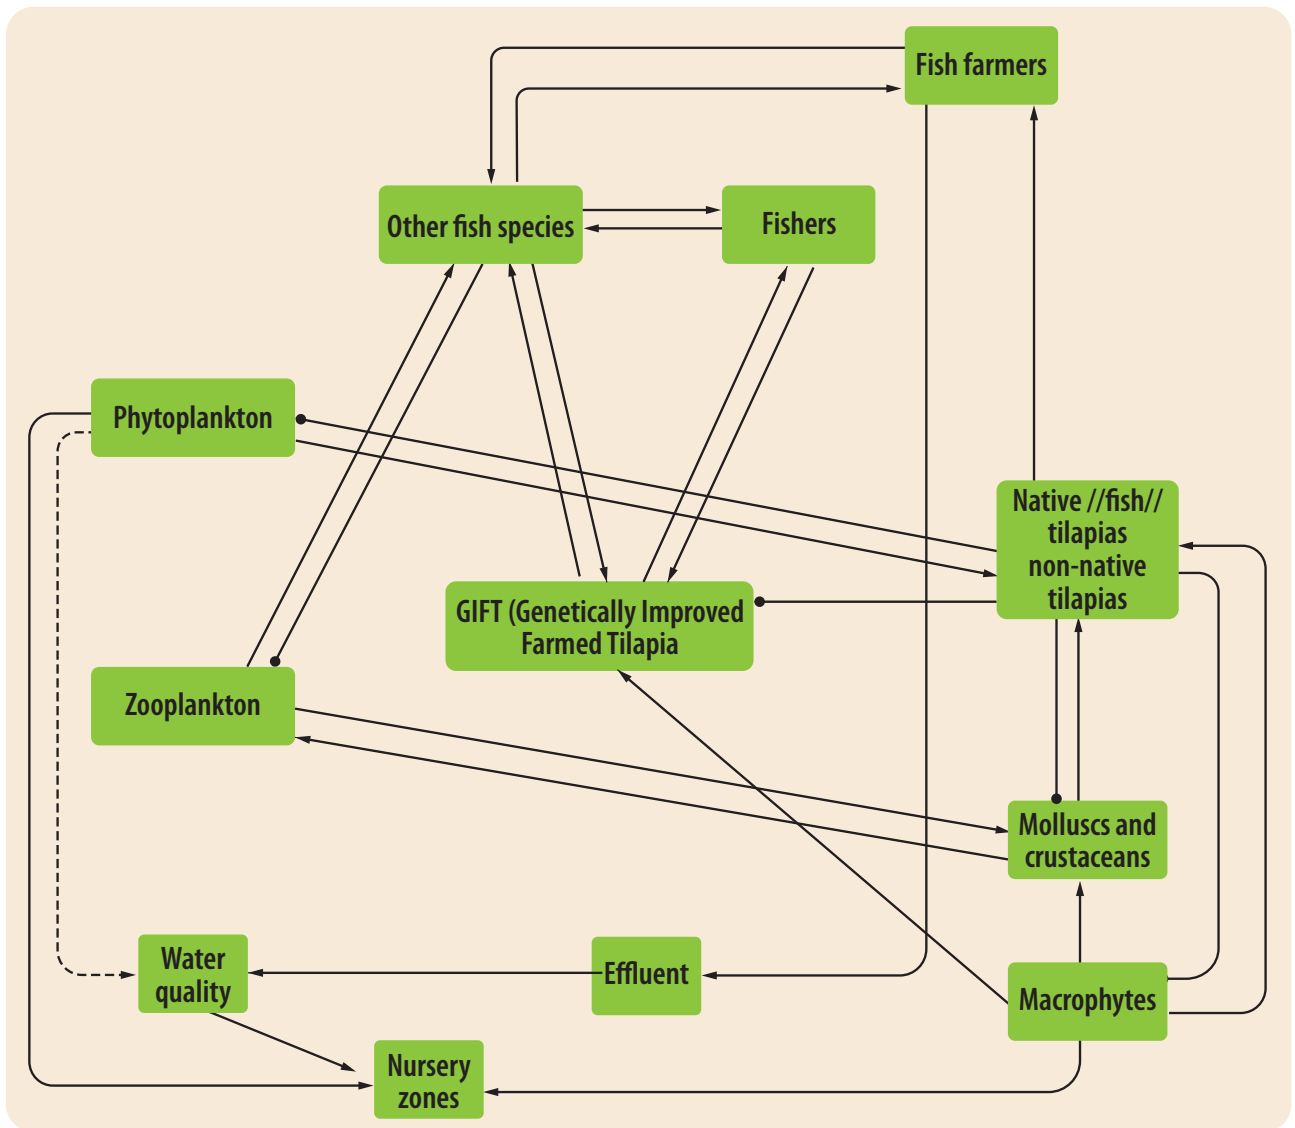 Fish farmers
Other fish species
Fishers
Phytoplankton
Native //fish//
tilapias
non-native
tilapias
GIFT (Genetically Improved
Farmed Tilapia
Zooplankton
Molluscs and
crustaceans
Water
quality
Effluent
Macrophytes
Nursery
zones